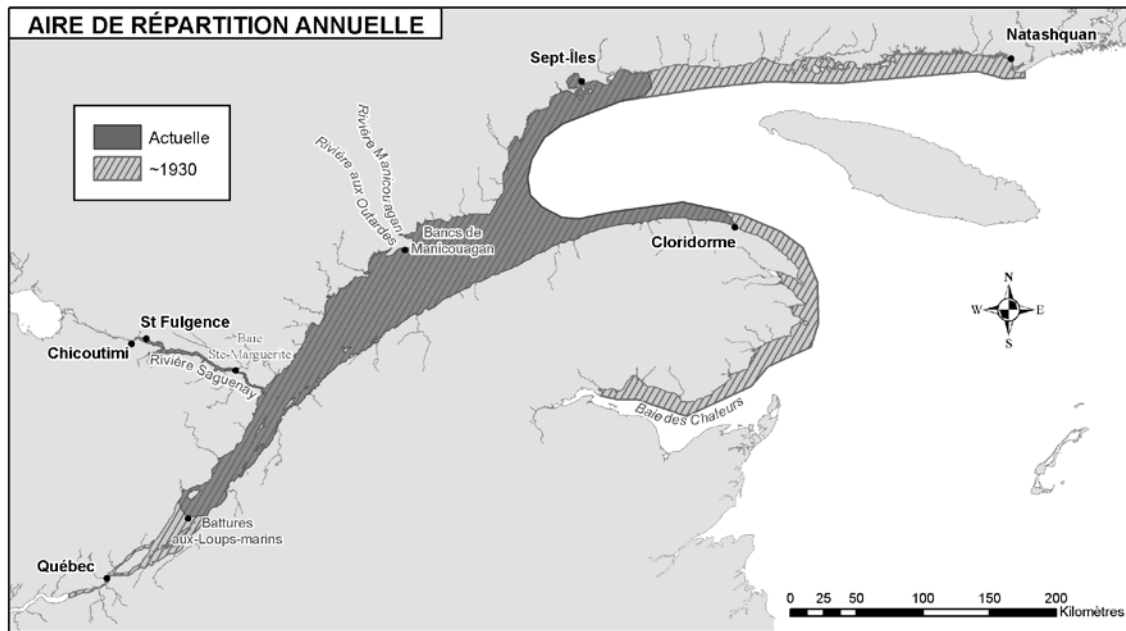 AIRE DE RÉPARTITION ANNUELLE
Natashquan
Sept-Îles
Actuelle
~1930
Rivière Manicouagan
Rivière aux Outardes
Bancs de
Manicouagan
Cloridorme
N
W E
S
St Fulgence
Baie
Ste-Marguerite
Chicoutimi
Rivière Saguenay
Baie des Chaleurs
Battures
aux-Loups-marins
Québec
0 25 50 100 150 200
Kilomètres